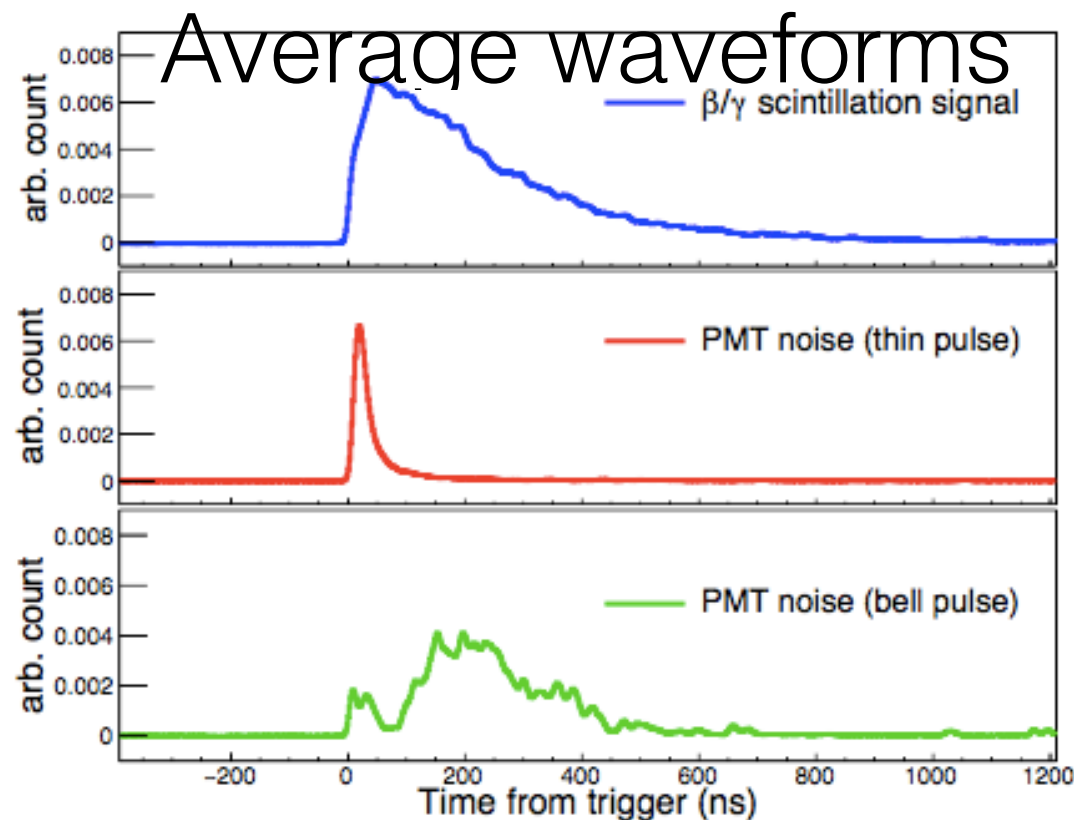 Average waveforms
0.008
0.006
0.004
0.002
0
arb. count
β/γ scintillation signal
0.008
0.006
0.004
0.002
0
arb. count
PMT noise (thin pulse)
0.008
0.006
0.004
0.002
0
arb. count
PMT noise (bell pulse)
−200 0 200 400 600 800 1000 1200
Time from trigger (ns)